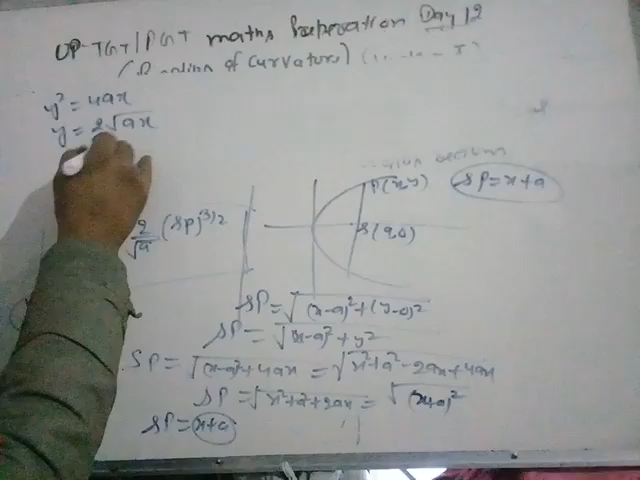 UP-TGT/PGT maths Preperation Day 12
of Curvature)
y² = 4ax
y = 2√ax
P(x,y)
SP=x+a
2/√a (SP)^3/2
S(a,0)
SP=√(x-a)²+(y-0)²
SP=√(x-a)²+y²
SP=√(x-a)²+4ax = √x²+a²-2ax+4ax
SP=√x²+a²+2ax = √(x+a)²
SP=x+a